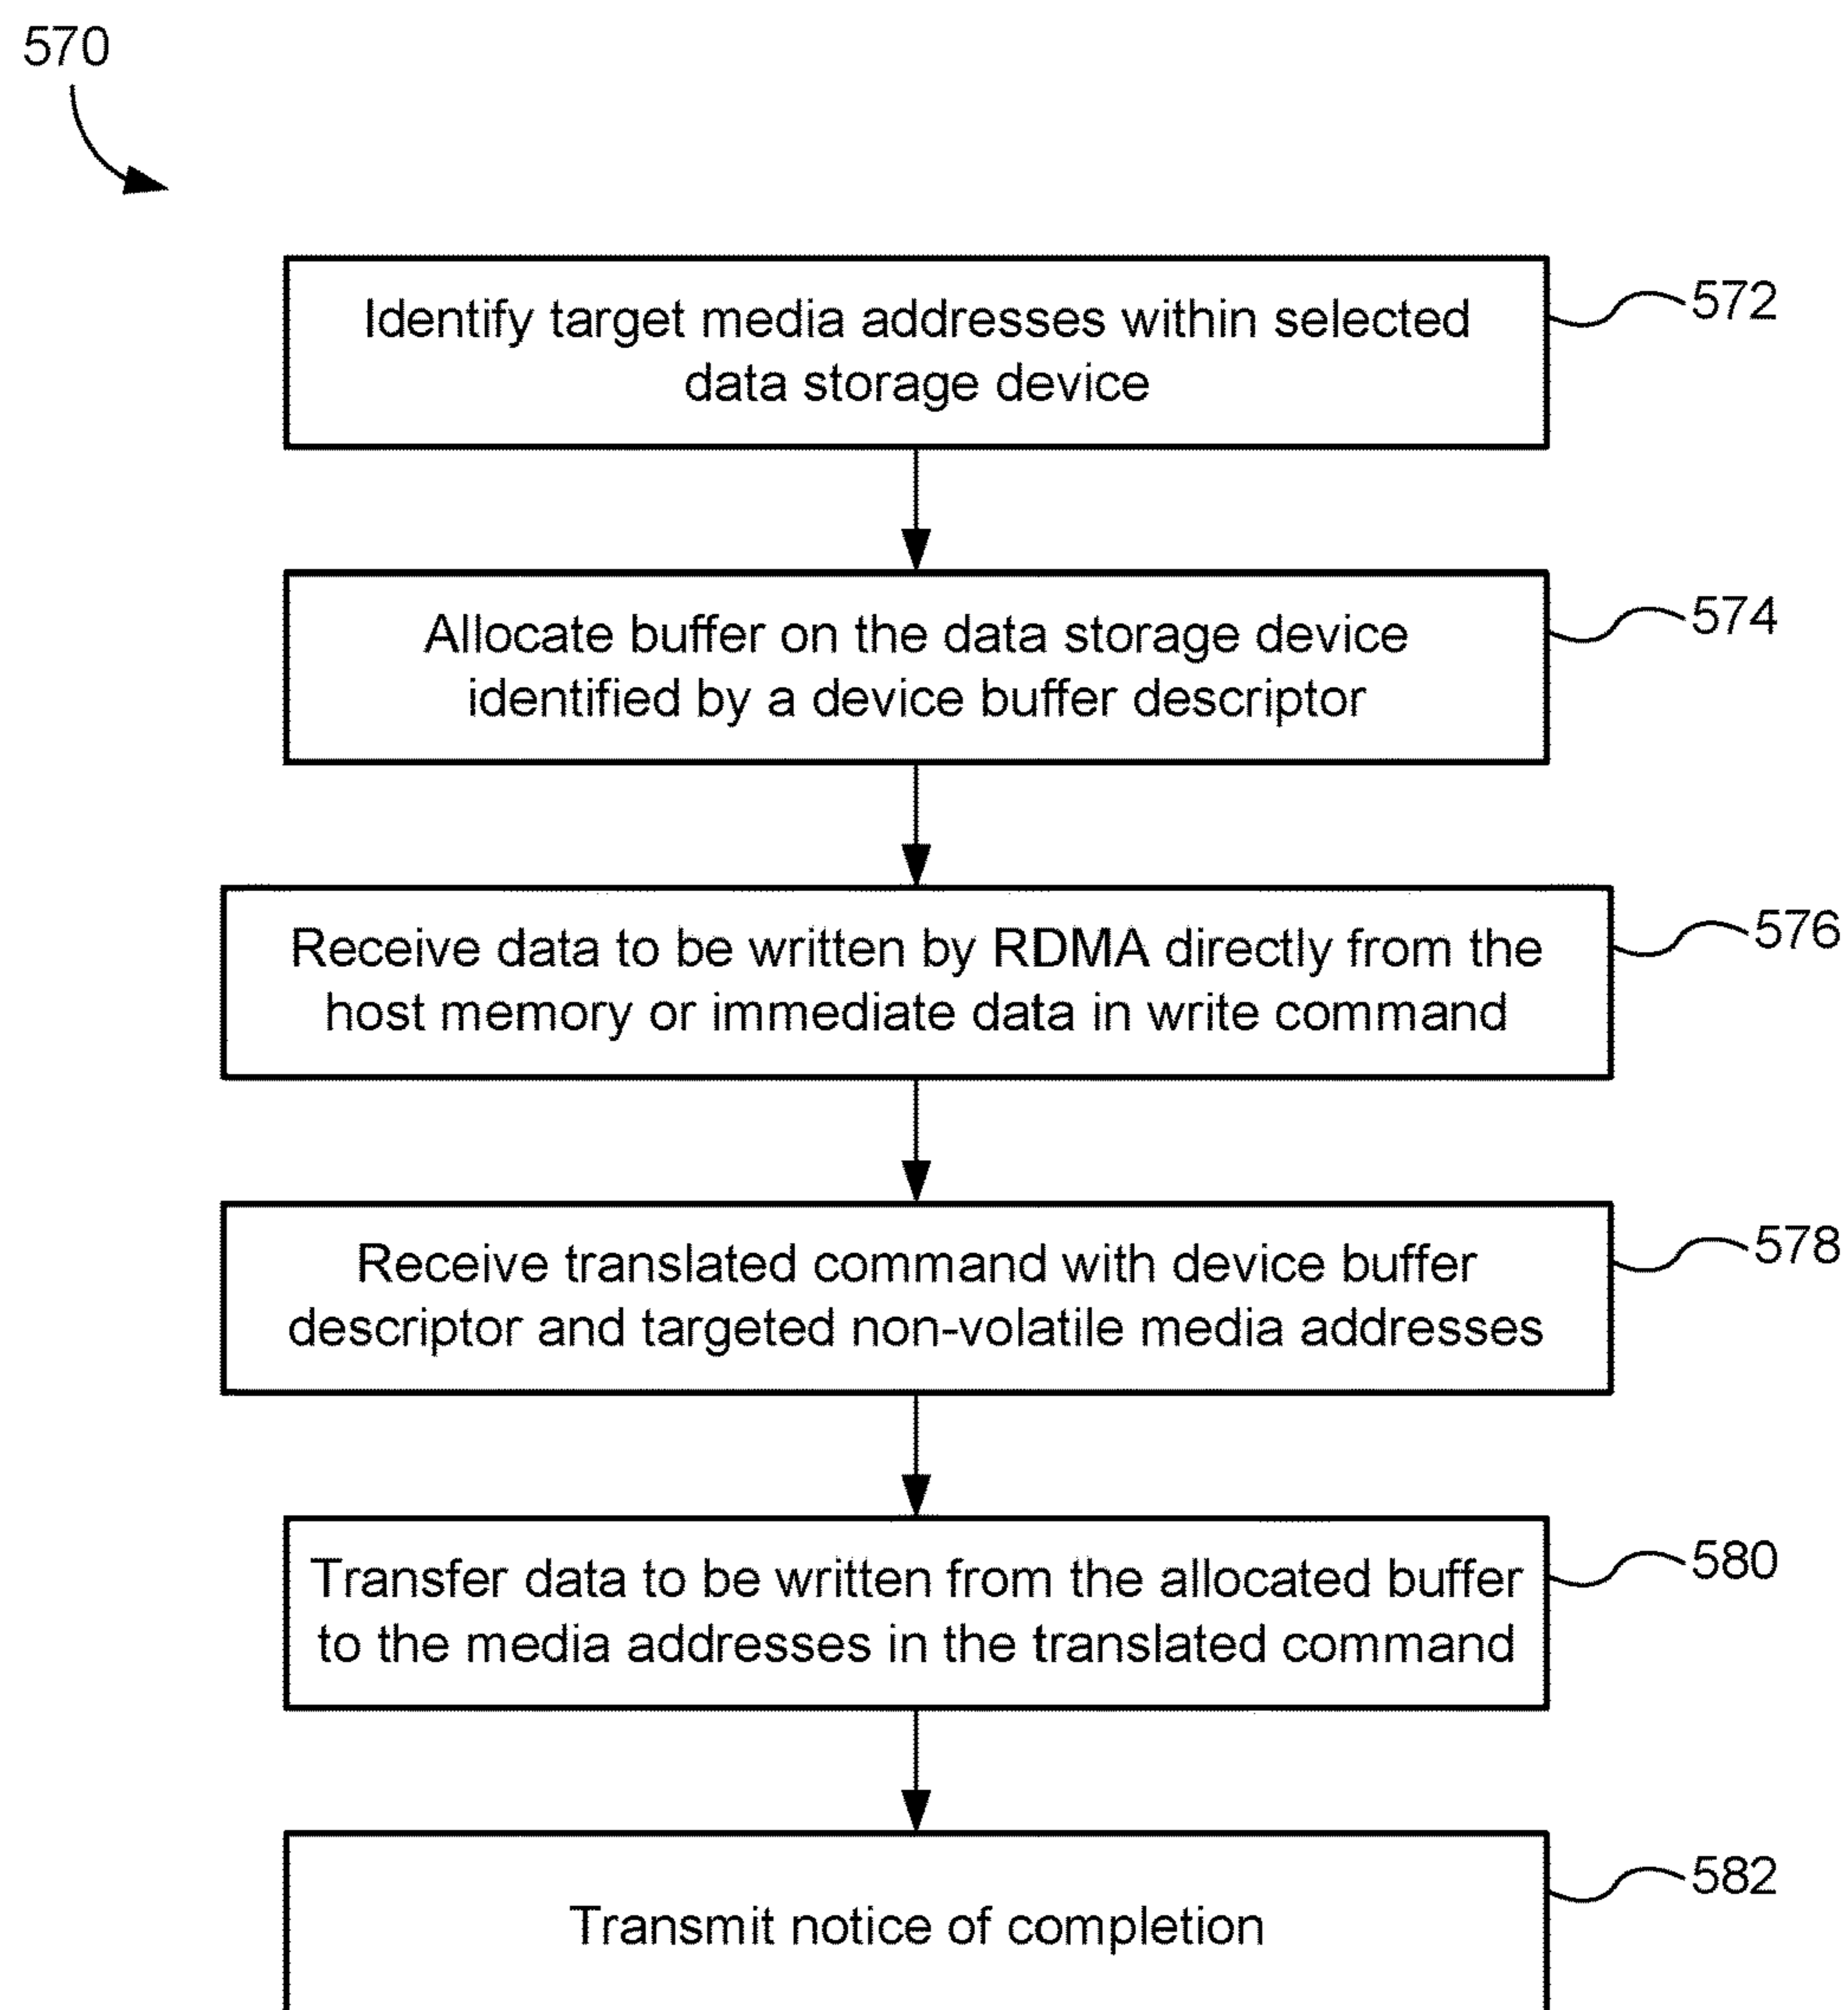 570
Identify target media addresses within selected
data storage device
572
Allocate buffer on the data storage device
identified by a device buffer descriptor
574
Receive data to be written by RDMA directly from the
host memory or immediate data in write command
576
Receive translated command with device buffer
descriptor and targeted non-volatile media addresses
578
Transfer data to be written from the allocated buffer
to the media addresses in the translated command
580
Transmit notice of completion
582